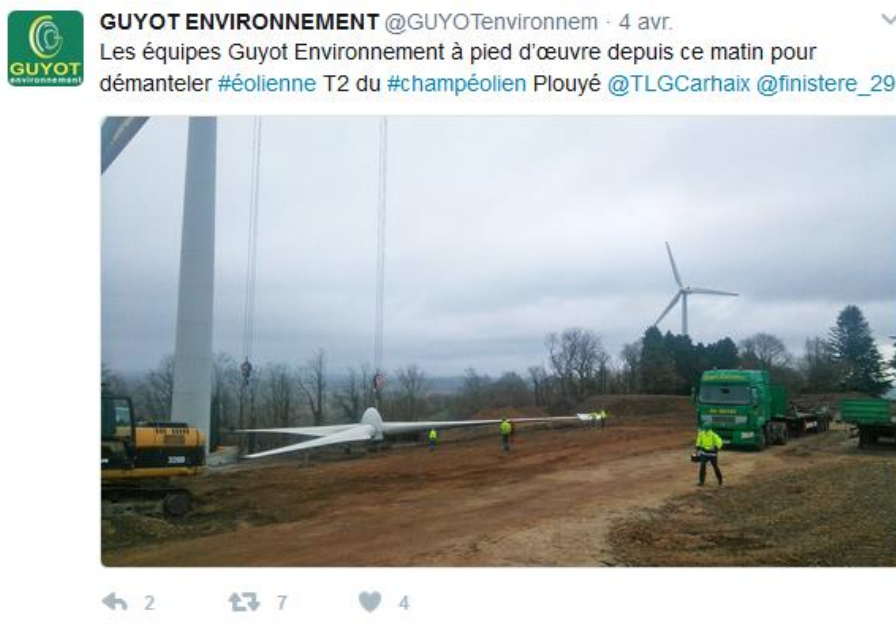 GUYOT ENVIRONNEMENT @GUYOTenvironnem · 4 avr.
GUYOT
environnement
Les équipes Guyot Environnement à pied d’œuvre depuis ce matin pour
démanteler #éolienne T2 du #champéolien Plouyé @TLGCarhaix @finistere_29
2 7 4